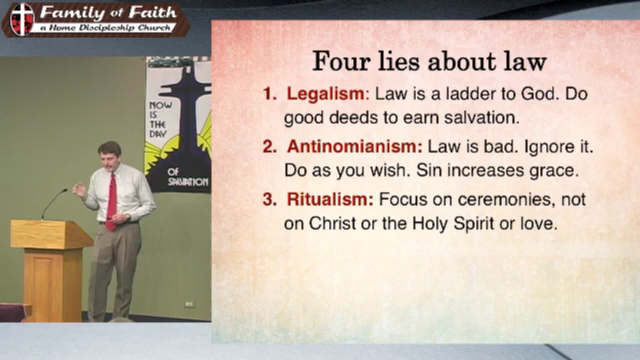 Family of Faith
a Home Discipleship Church
NOW
IS
THE
DAY
OF
SALVATION
Four lies about law
1. Legalism: Law is a ladder to God. Do
good deeds to earn salvation.
2. Antinomianism: Law is bad. Ignore it.
Do as you wish. Sin increases grace.
3. Ritualism: Focus on ceremonies, not
on Christ or the Holy Spirit or love.